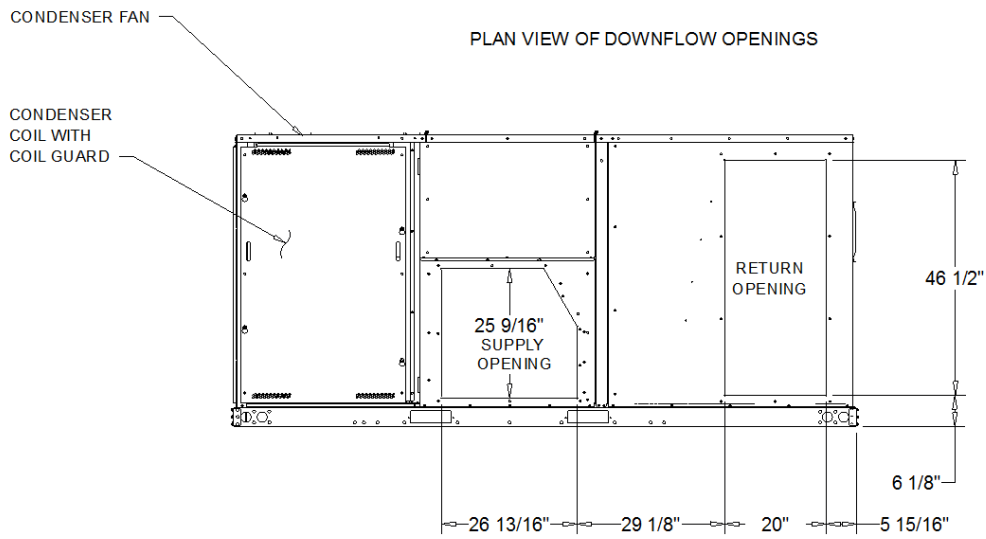 CONDENSER FAN
PLAN VIEW OF DOWNFLOW OPENINGS
CONDENSER
COIL WITH
COIL GUARD
RETURN
OPENING
46 1/2"
25 9/16"
SUPPLY
OPENING
6 1/8"
26 13/16"
29 1/8"
20"
5 15/16"